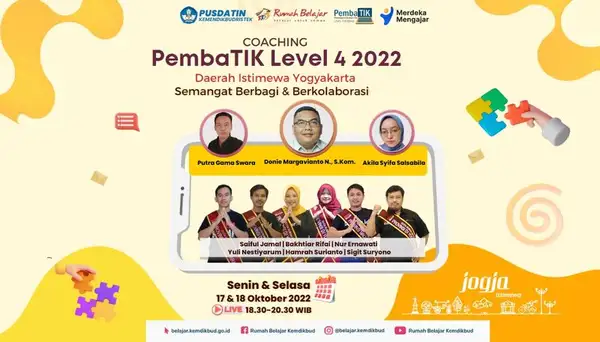 PUSDATIN
KEMENDIKBUDRISTEK
Rumah Belajar
PembaTIK
Merdeka
Mengajar
COACHING
PembaTIK Level 4 2022
Daerah Istimewa Yogyakarta
Semangat Berbagi & Berkolaborasi
Putra Gama Swara
Donie Margavianto N., S.Kom.
Akila Syifa Salsabila
Saiful Jamal | Bakhtiar Rifai | Nur Ernawati
Yuli Nestiyarum | Hamrah Surianto | Sigit Suryono
Senin & Selasa
17 & 18 Oktober 2022
LIVE 18.30-20.30 WIB
jogja
istimewa
belajar.kemdikbud.go.id
Rumah Belajar Kemdikbud
@belajar.kemdikbud
Rumah Belajar Kemdikbud